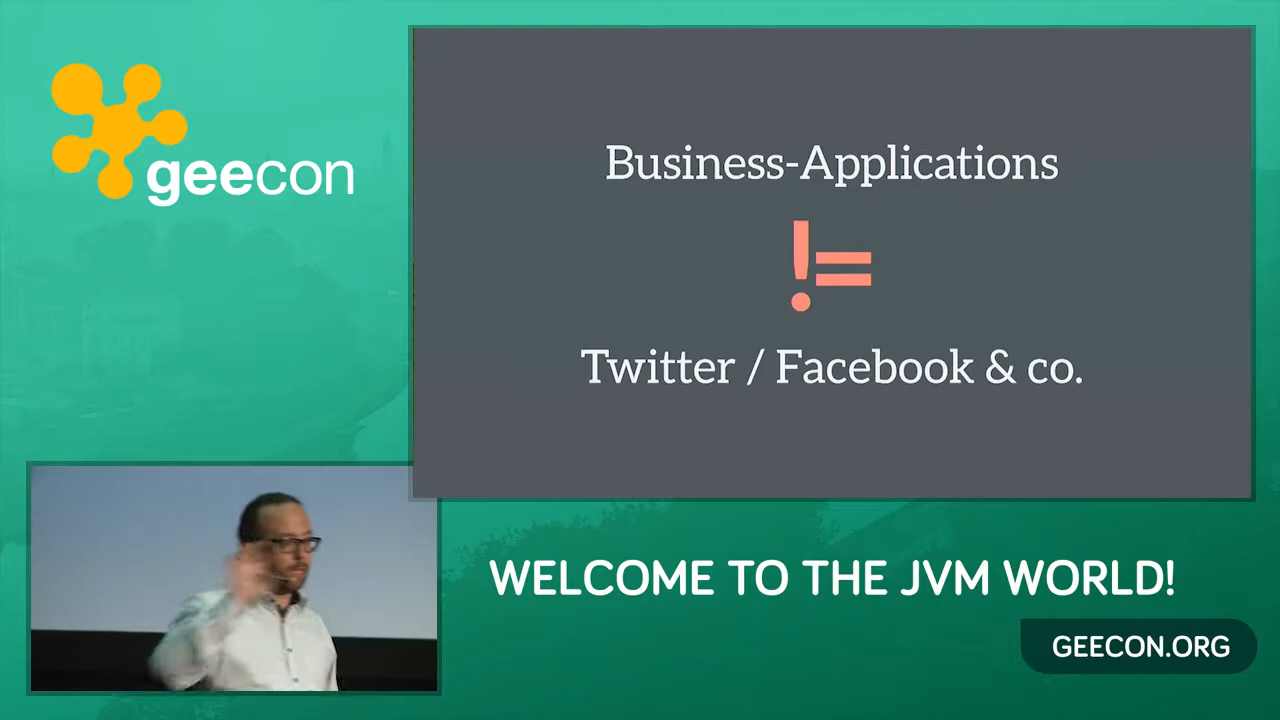 geecon
Business-Applications
!=
Twitter / Facebook & co.
WELCOME TO THE JVM WORLD!
GEECON.ORG